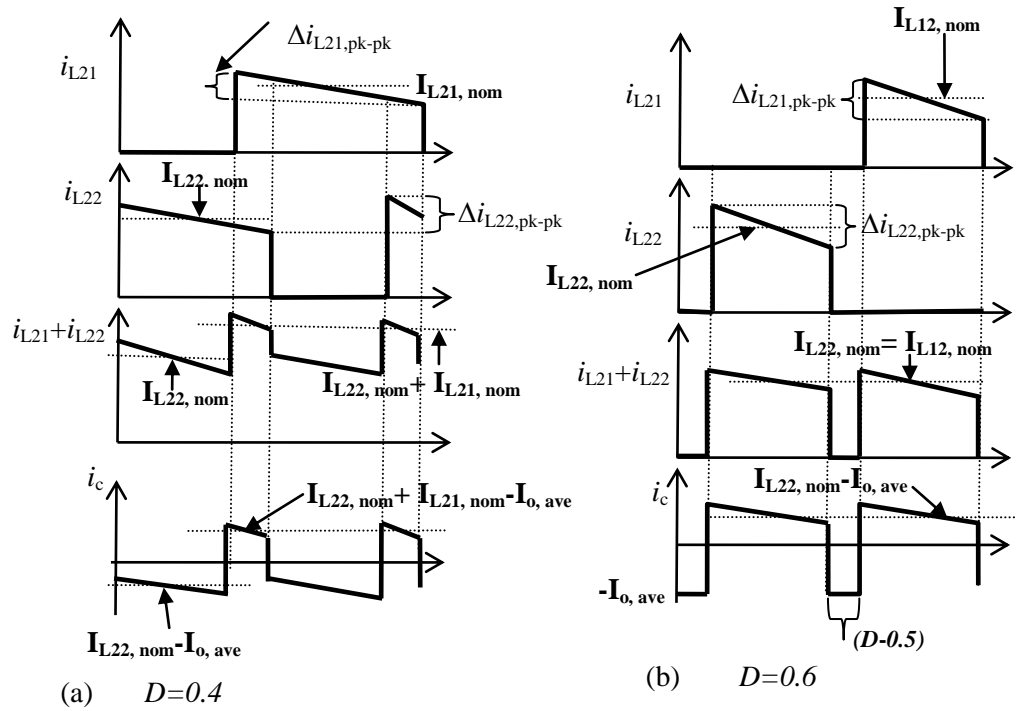 Δi_L21,pk-pk
i_L21
I_L21, nom
I_L22, nom
i_L22
Δi_L22,pk-pk
i_L21+i_L22
I_L22, nom
I_L22, nom+ I_L21, nom
i_c
I_L22, nom+ I_L21, nom-I_o, ave
I_L22, nom-I_o, ave
(a) D=0.4
I_L12, nom
i_L21
Δi_L21,pk-pk
i_L22
Δi_L22,pk-pk
I_L22, nom
I_L22, nom= I_L12, nom
i_L21+i_L22
i_c
I_L22, nom-I_o, ave
-I_o, ave
(D-0.5)
(b) D=0.6